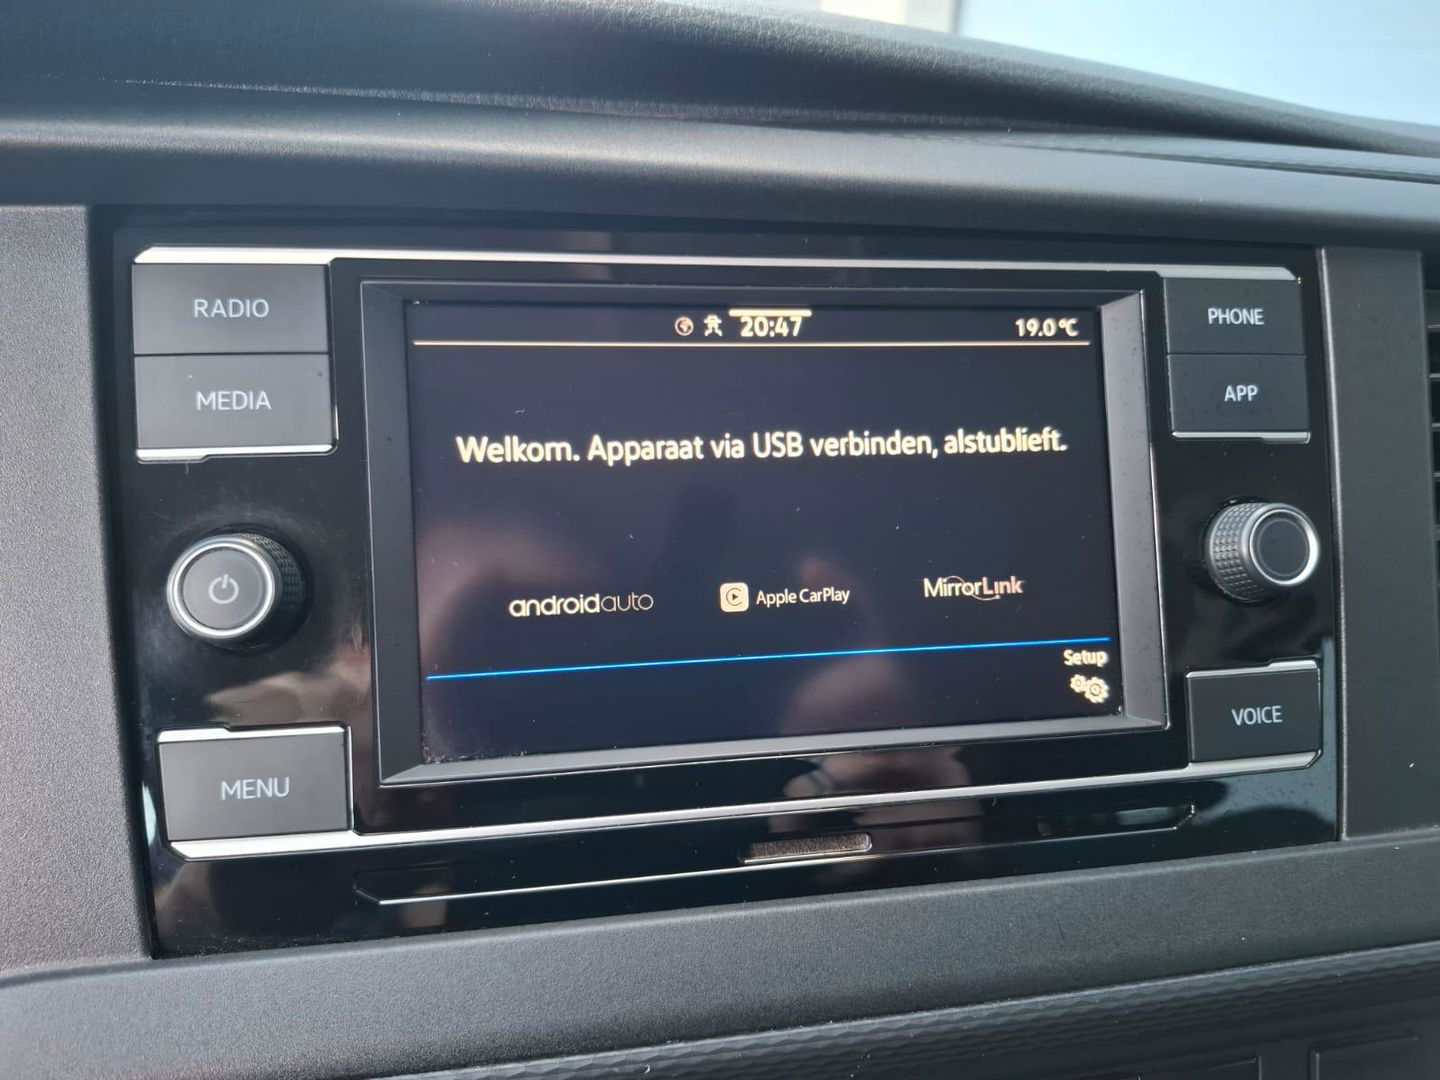 RADIO
MEDIA
MENU
20:47
19.0°C
Welkom. Apparaat via USB verbinden, alstublieft.
androidauto
Apple CarPlay
MirrorLink
Setup
PHONE
APP
VOICE